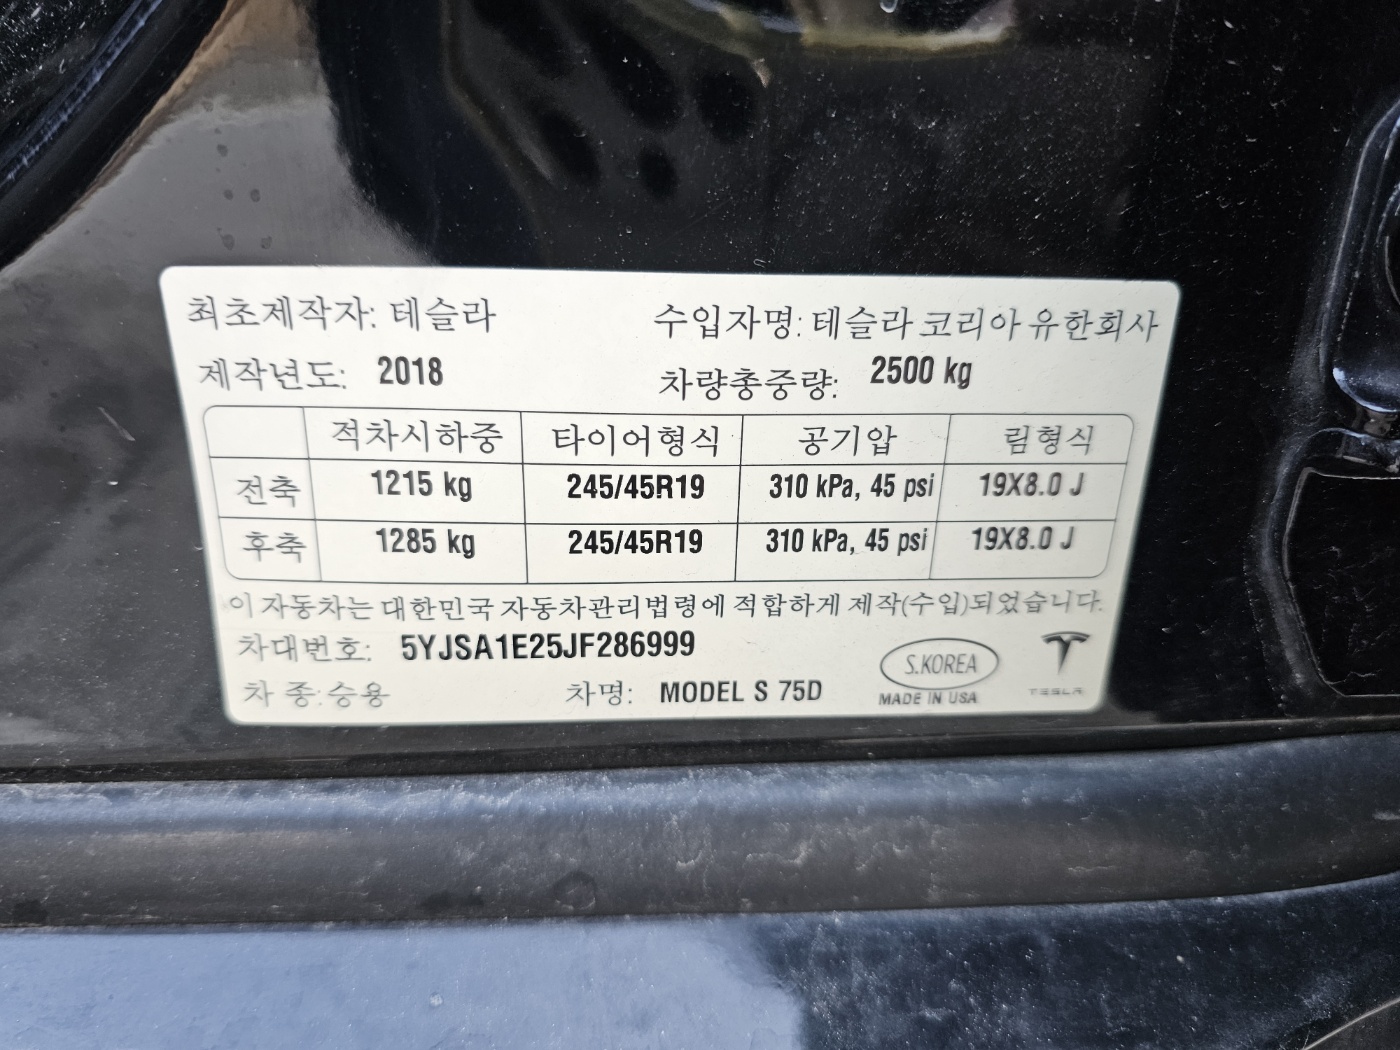 최초제작자: 테슬라 수입자명: 테슬라 코리아 유한회사
제작년도: 2018 차량총중량: 2500 kg
적차시하중 타이어형식 공기압 림형식
전축 1215 kg 245/45R19 310 kPa, 45 psi 19X8.0 J
후축 1285 kg 245/45R19 310 kPa, 45 psi 19X8.0 J
이 자동차는 대한민국 자동차관리법령에 적합하게 제작(수입)되었습니다.
차대번호: 5YJSA1E25JF286999
S.KOREA
차 종:승용 차명: MODEL S 75D MADE IN USA TESLA